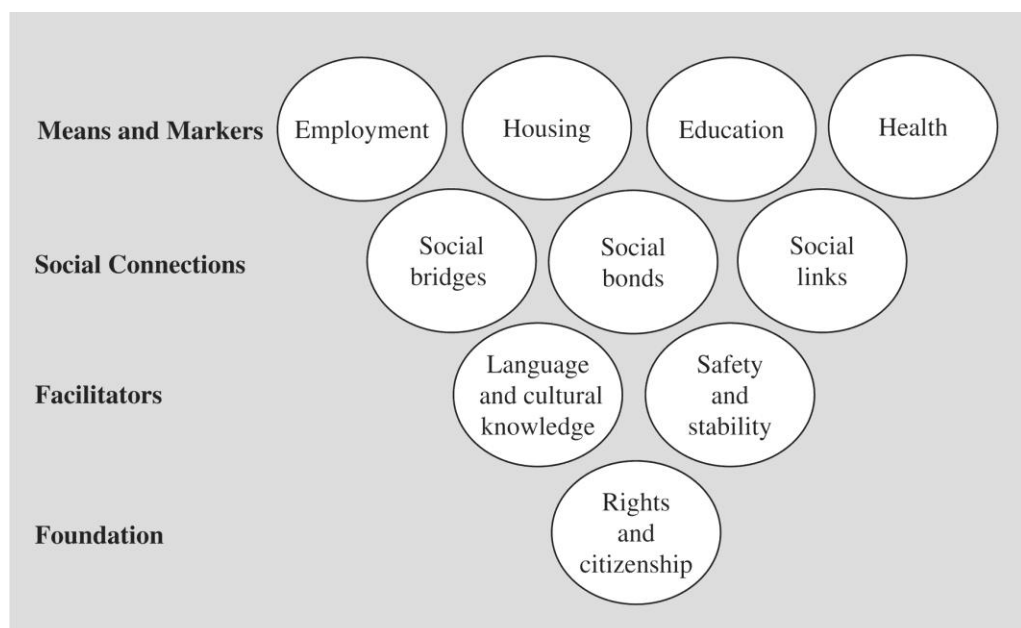 Means and Markers
Employment
Housing
Education
Health
Social Connections
Social
bridges
Social
bonds
Social
links
Facilitators
Language
and cultural
knowledge
Safety
and
stability
Foundation
Rights
and
citizenship